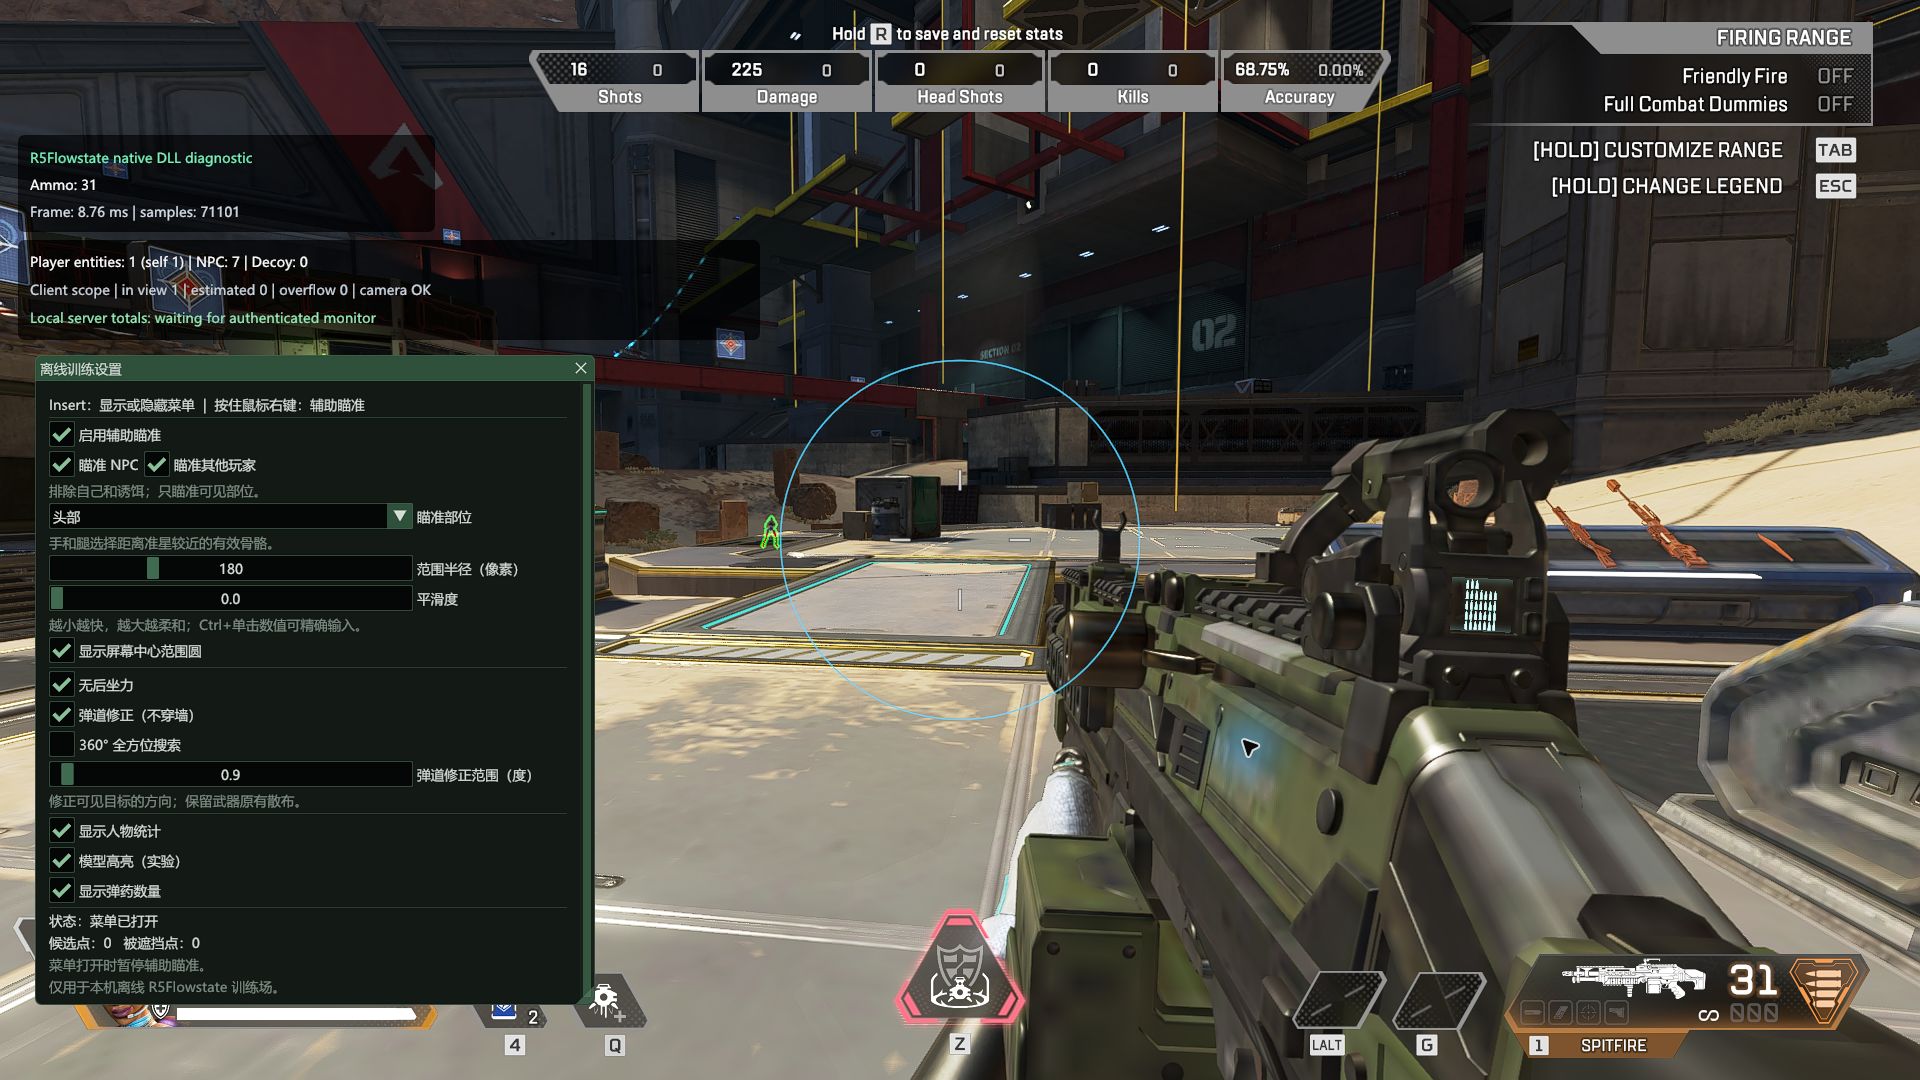 Hold R to save and reset stats
16 0
Shots
225 0
Damage
0 0
Head Shots
0 0
Kills
68.75% 0.00%
Accuracy
FIRING RANGE
Friendly Fire OFF
Full Combat Dummies OFF
[HOLD] CUSTOMIZE RANGE TAB
[HOLD] CHANGE LEGEND ESC
R5Flowstate native DLL diagnostic
Ammo: 31
Frame: 8.76 ms | samples: 71101
Player entities: 1 (self 1) | NPC: 7 | Decoy: 0
Client scope | in view 1 | estimated 0 | overflow 0 | camera OK
Local server totals: waiting for authenticated monitor
SECTION 02
02
离线训练设置
Insert：显示或隐藏菜单 | 按住鼠标右键：辅助瞄准
启用辅助瞄准
瞄准 NPC 瞄准其他玩家
排除自己和诱饵；只瞄准可见部位。
头部 瞄准部位
手和腿选择距离准星较近的有效骨骼。
180 范围半径（像素）
0.0 平滑度
越小越快，越大越柔和；Ctrl+单击数值可精确输入。
显示屏幕中心范围圆
无后坐力
弹道修正（不穿墙）
360° 全方位搜索
0.9 弹道修正范围（度）
修正可见目标的方向；保留武器原有散布。
显示人物统计
模型高亮（实验）
显示弹药数量
状态：菜单已打开
候选点：0 被遮挡点：0
菜单打开时暂停辅助瞄准。
仅用于本机离线 R5Flowstate 训练场。
2
4
Q
Z
LALT
G
31
∞ 000
1 SPITFIRE